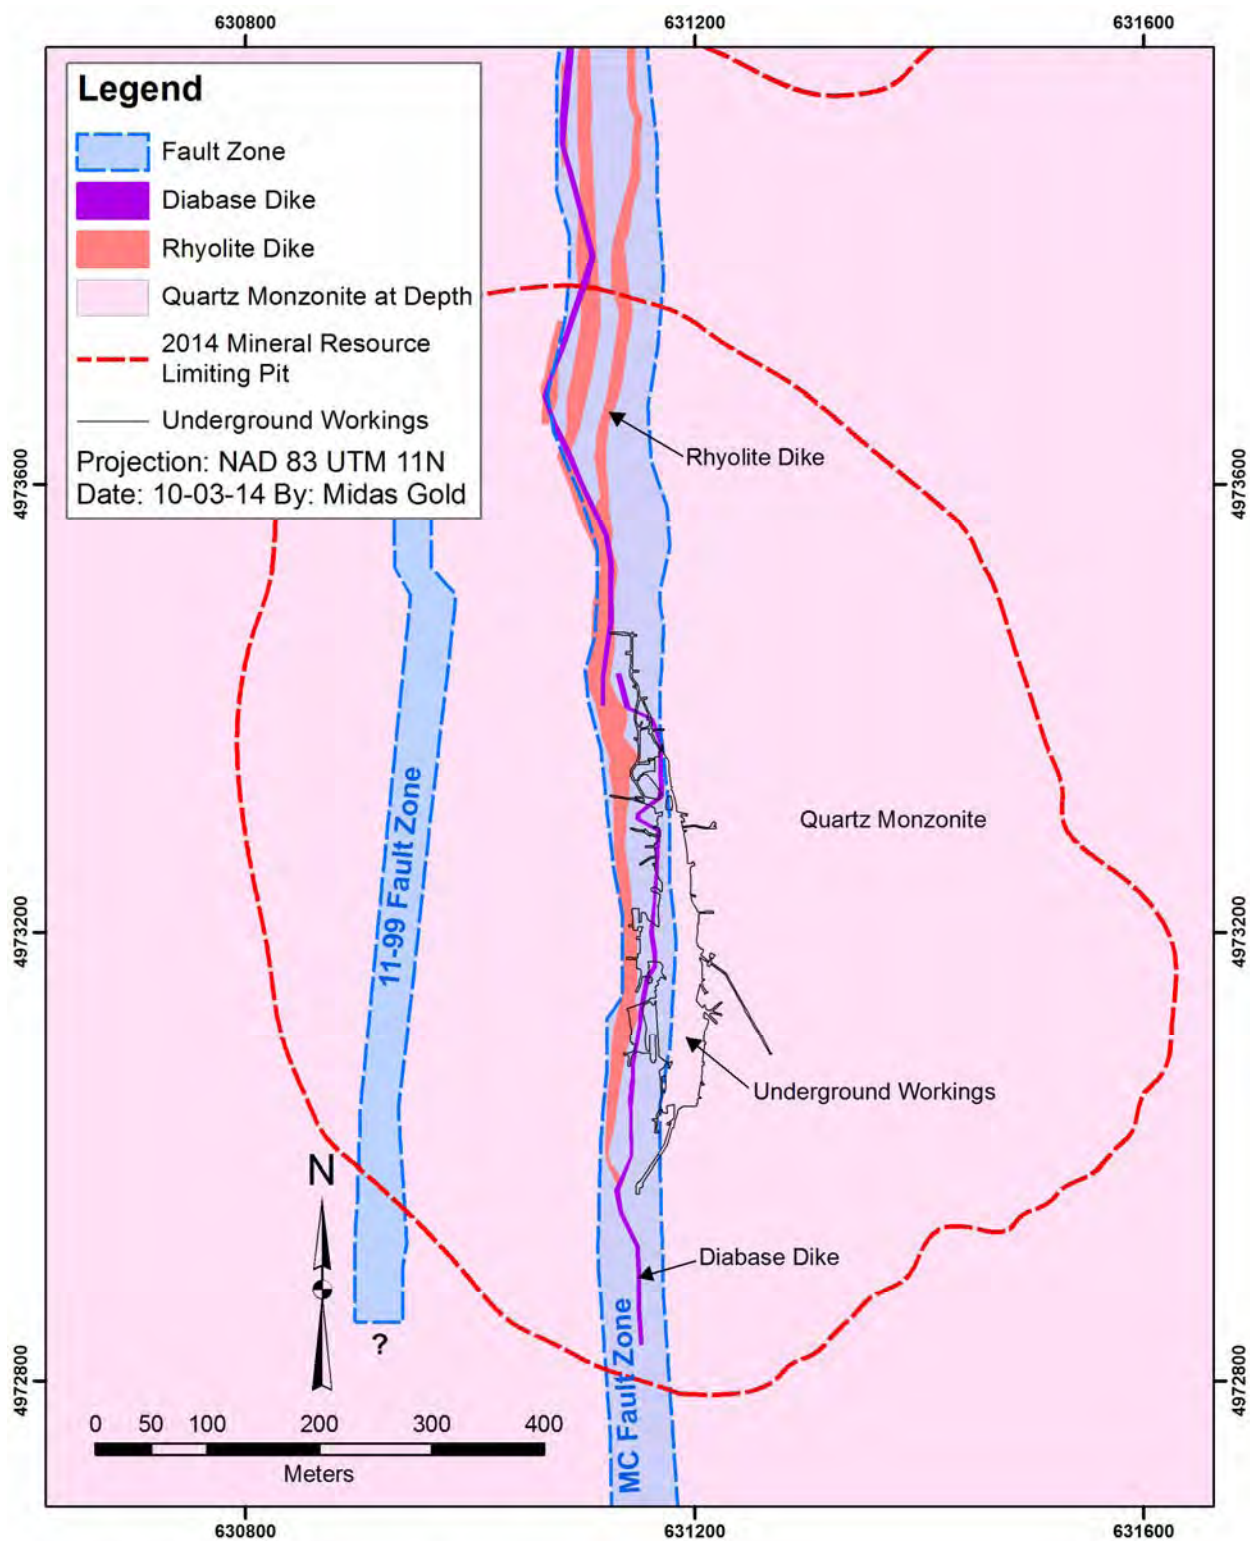 630800
631200
631600
Legend
Fault Zone
Diabase Dike
Rhyolite Dike
Quartz Monzonite at Depth
2014 Mineral Resource
Limiting Pit
Underground Workings
Projection: NAD 83 UTM 11N
Date: 10-03-14 By: Midas Gold
Rhyolite Dike
4973600
4973600
11-99 Fault Zone
Quartz Monzonite
4973200
4973200
Underground Workings
N
Diabase Dike
MC Fault Zone
?
4972800
4972800
0 50 100 200 300 400
Meters
630800
631200
631600